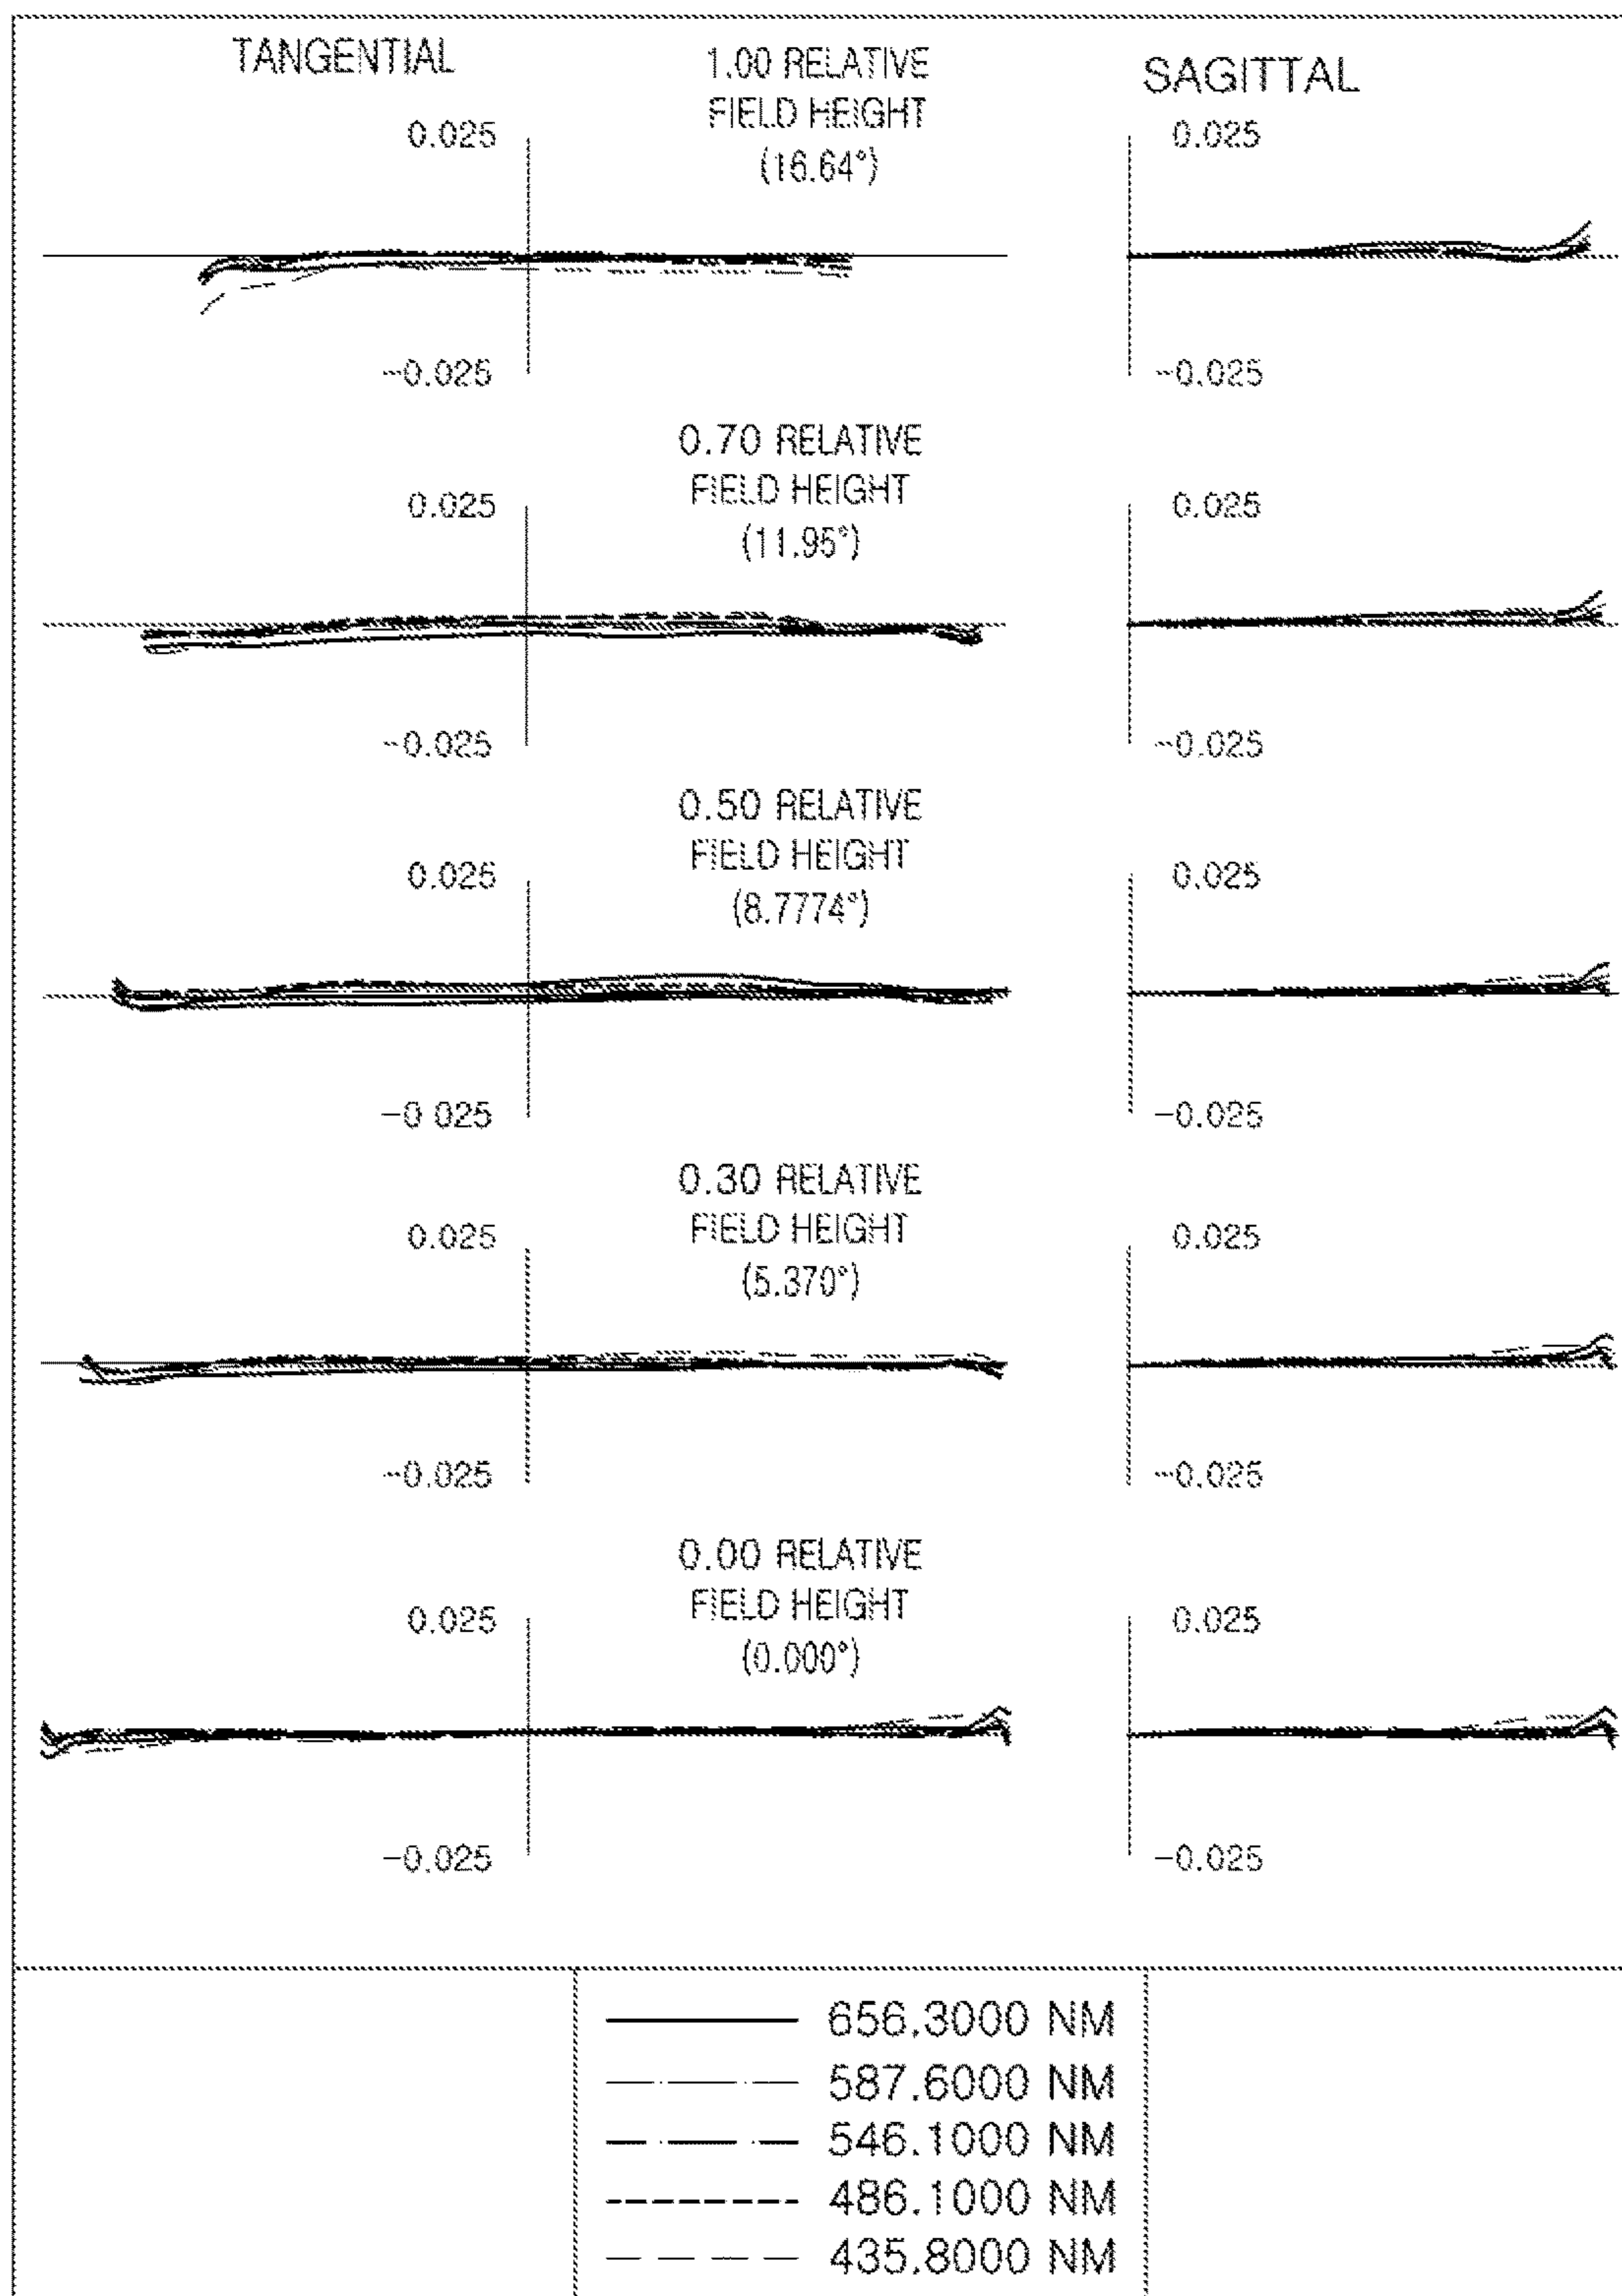 TANGENTIAL
1.00 RELATIVE
FIELD HEIGHT
(16.64°)
SAGITTAL
0.025
0.025
-0.025
-0.025
0.70 RELATIVE
FIELD HEIGHT
(11.95°)
0.025
0.025
-0.025
-0.025
0.50 RELATIVE
FIELD HEIGHT
(8.7774°)
0.025
0.025
-0 025
-0.025
0.30 RELATIVE
FIELD HEIGHT
(5.370°)
0.025
0.025
-0.025
-0.025
0.00 RELATIVE
FIELD HEIGHT
(0.000°)
0.025
0.025
-0.025
-0.025
656.3000 NM
587.6000 NM
546.1000 NM
486.1000 NM
435.8000 NM